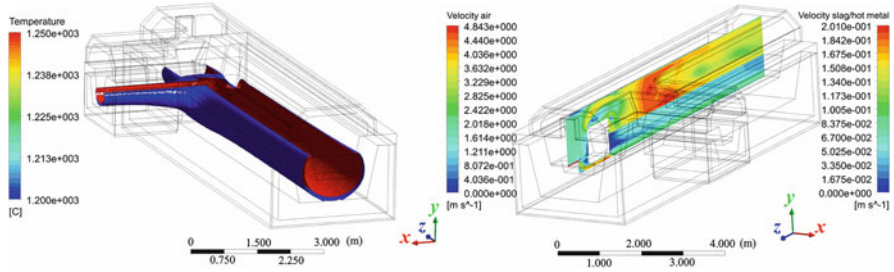 Temperature
1.250e+003
1.238e+003
1.225e+003
1.213e+003
1.200e+003
[C]
0 1.500 3.000 (m)
0.750 2.250
y
z
x
Velocity air
4.843e+000
4.440e+000
4.036e+000
3.632e+000
3.229e+000
2.825e+000
2.422e+000
2.018e+000
1.614e+000
1.211e+000
8.072e-001
4.036e-001
0.000e+000
[m s^-1]
Velocity slag/hot metal
2.010e-001
1.842e-001
1.675e-001
1.508e-001
1.340e-001
1.173e-001
1.005e-001
8.375e-002
6.700e-002
5.025e-002
3.350e-002
1.675e-002
0.000e+000
[m s^-1]
0 2.000 4.000 (m)
1.000 3.000
y
z
x